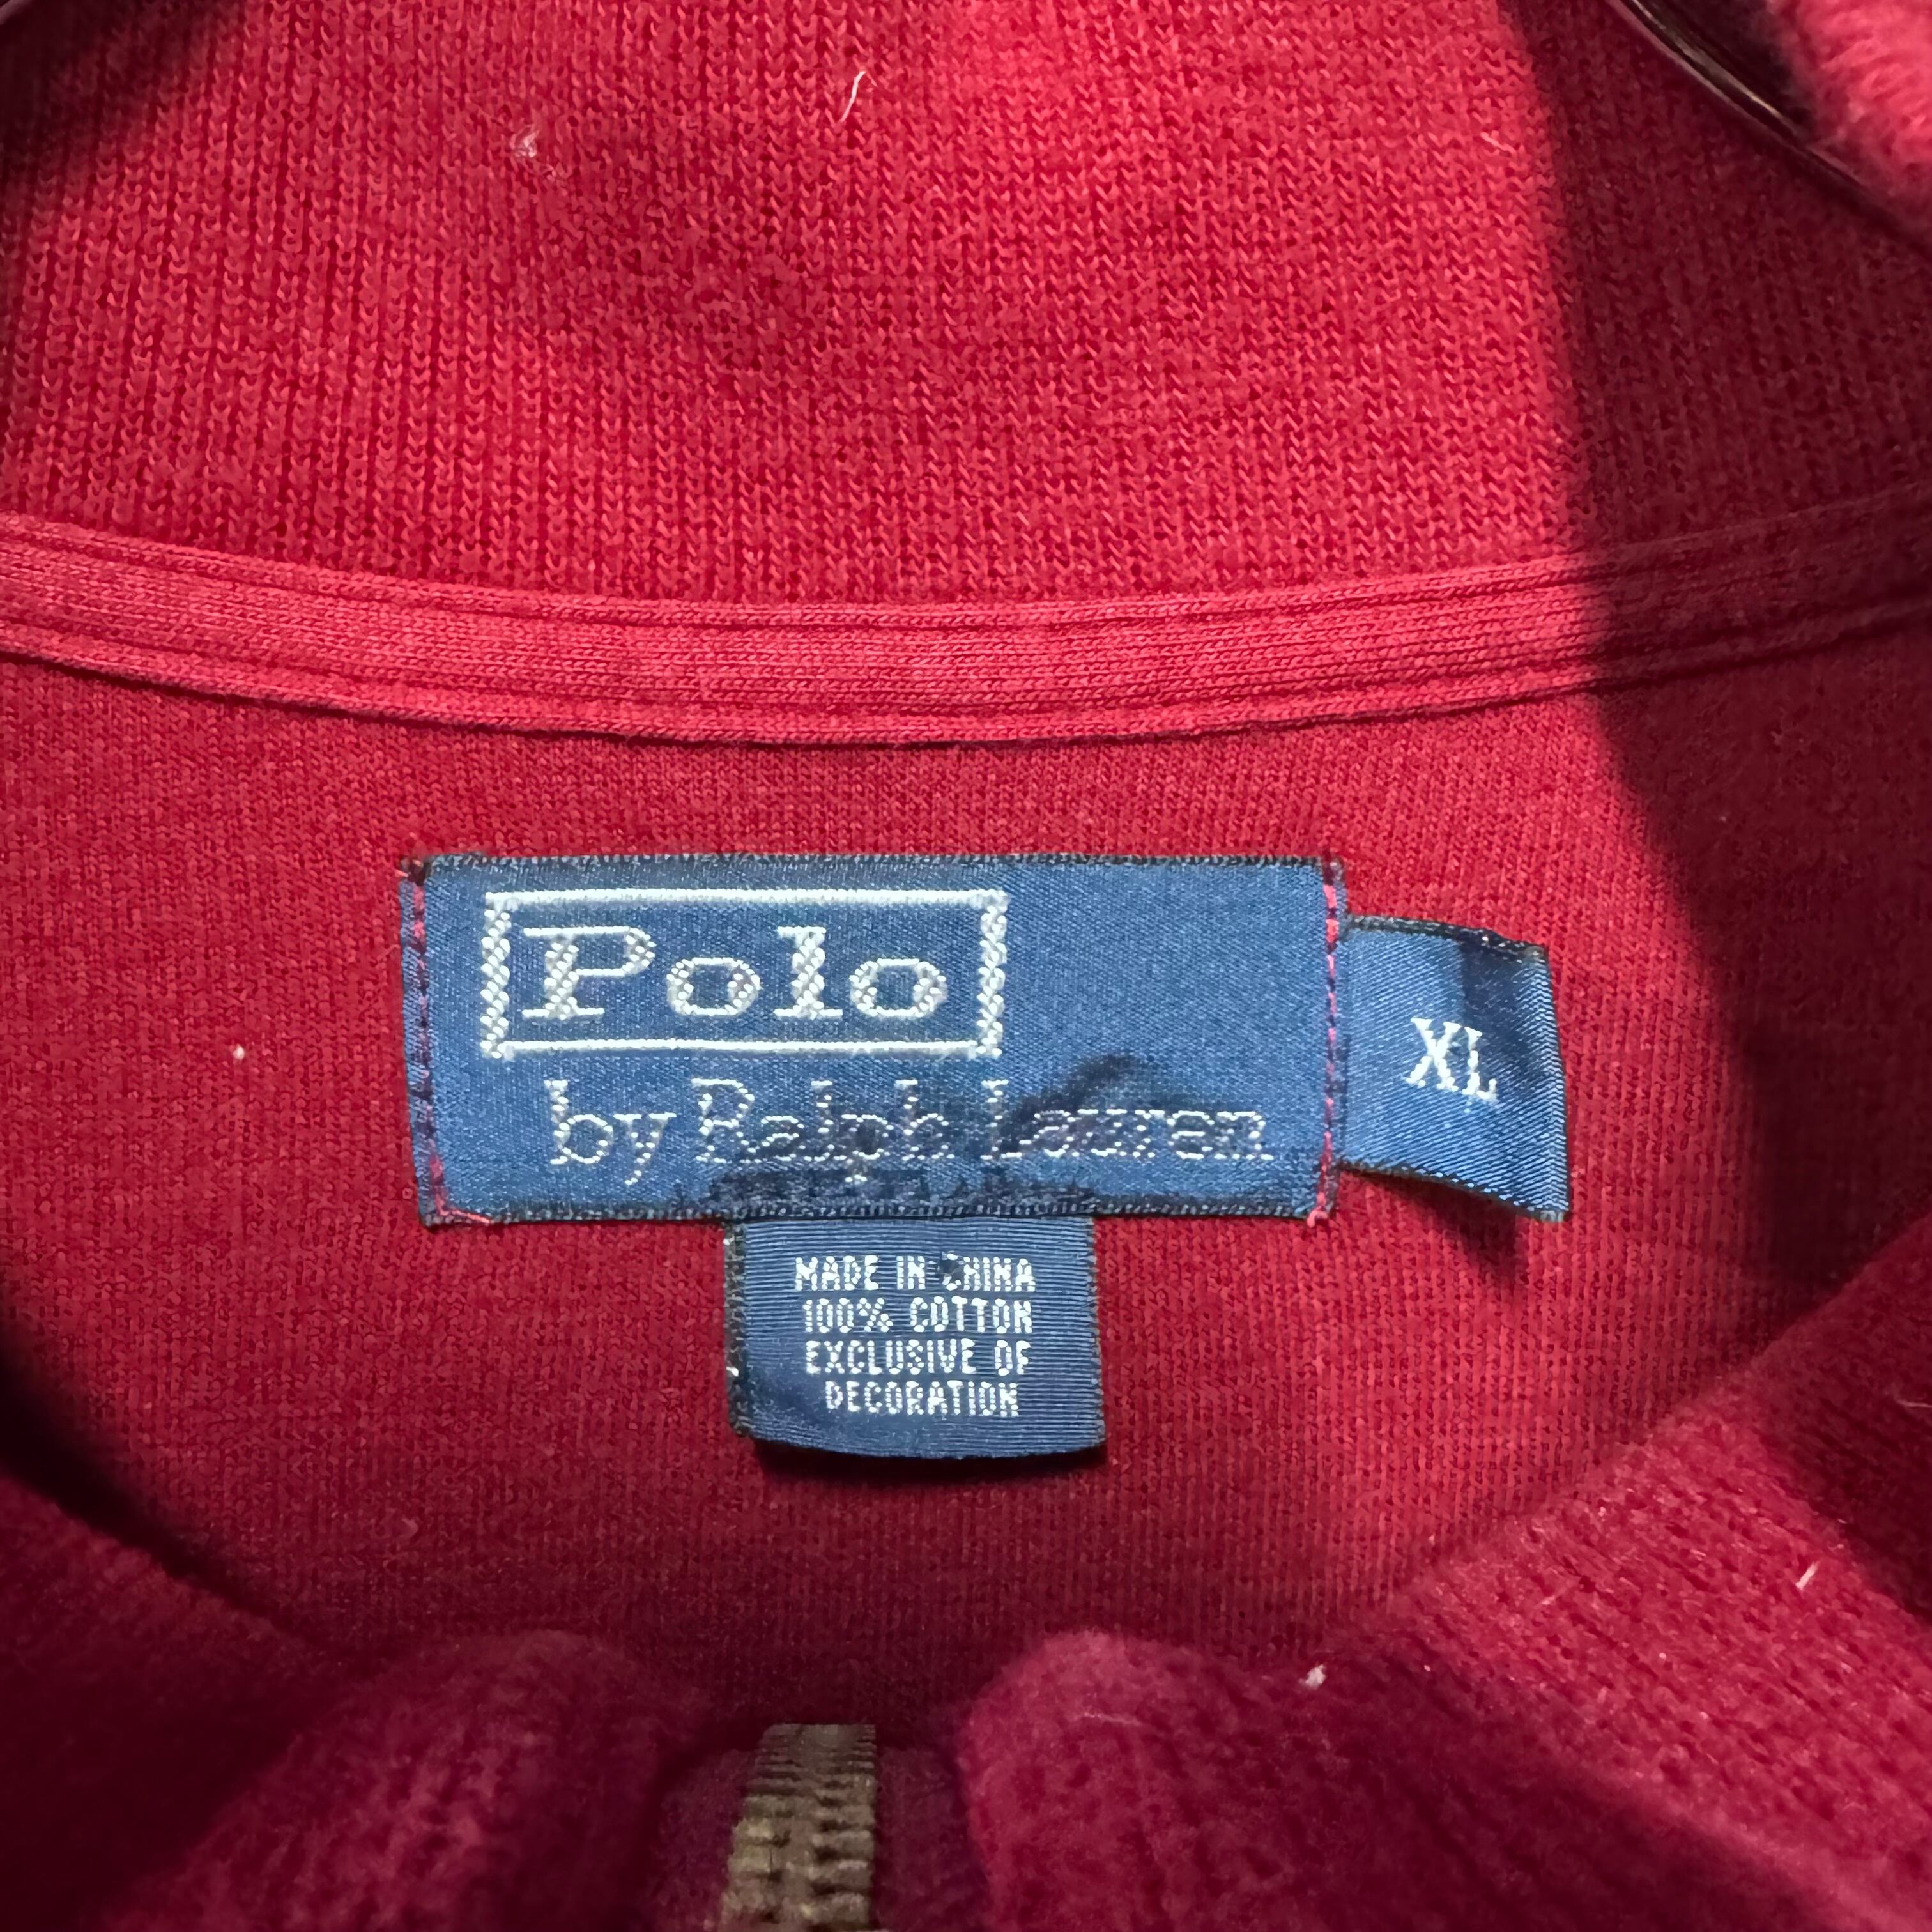 Polo
by Ralph Lauren
XL
MADE IN CHINA
100% COTTON
EXCLUSIVE OF
DECORATION